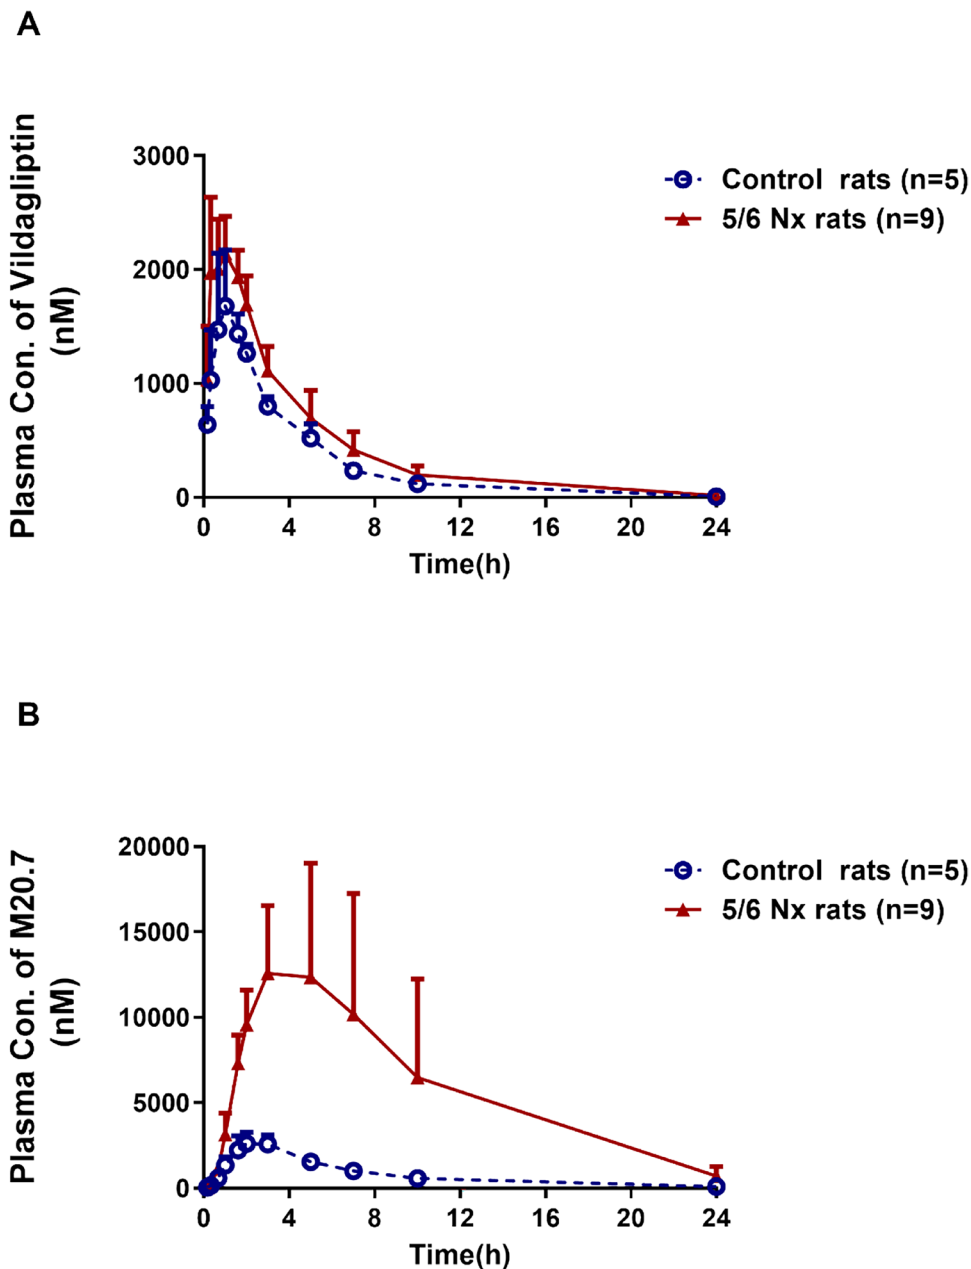 A
Plasma Con. of Vildagliptin
(nM)
3000
2000
1000
0
0 4 8 12 16 20 24
Time(h)
Control rats (n=5)
5/6 Nx rats (n=9)
B
Plasma Con. of M20.7
(nM)
20000
15000
10000
5000
0
0 4 8 12 16 20 24
Time(h)
Control rats (n=5)
5/6 Nx rats (n=9)